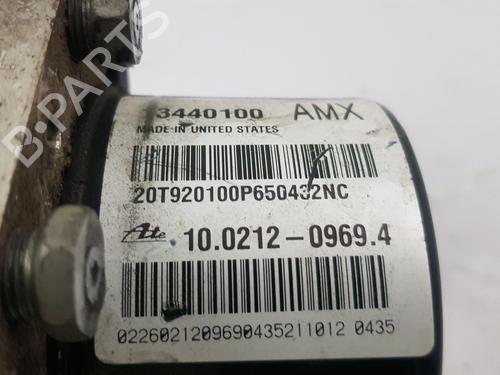 3440100 AMX
MADE IN UNITED STATES
20T920100P650432NC
Ate 10.0212-0969.4
022602120969043521101​2 0435
B-PARTS